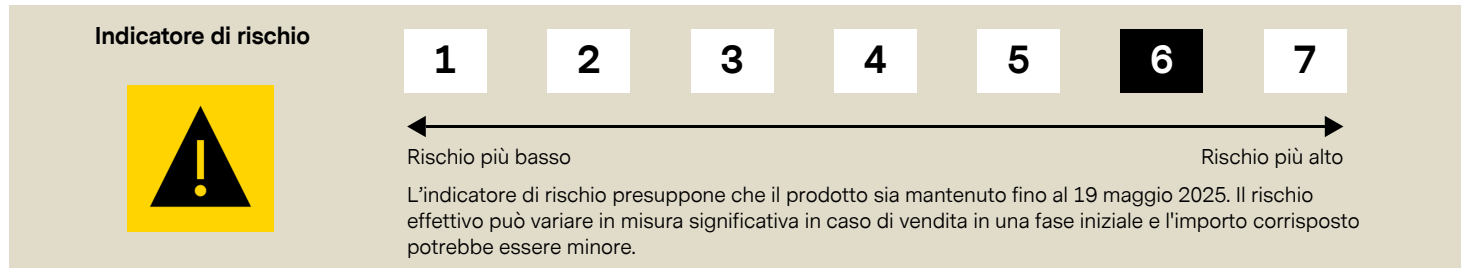 Indicatore di rischio
1 2 3 4 5 6 7
Rischio più basso Rischio più alto
L’indicatore di rischio presuppone che il prodotto sia mantenuto fino al 19 maggio 2025. Il rischio
effettivo può variare in misura significativa in caso di vendita in una fase iniziale e l'importo corrisposto
potrebbe essere minore.